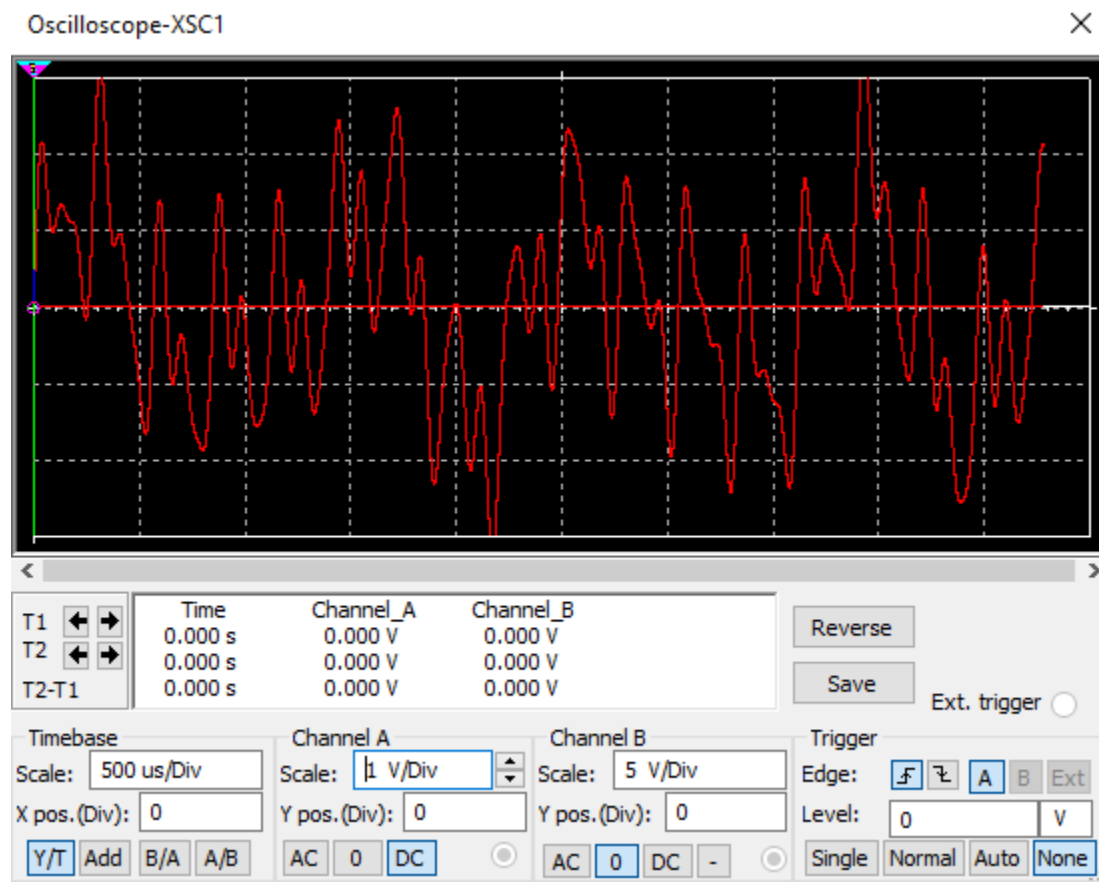 Oscilloscope-XSC1
Time Channel_A Channel_B
T1 0.000 s 0.000 V 0.000 V
T2 0.000 s 0.000 V 0.000 V
T2-T1 0.000 s 0.000 V 0.000 V
Reverse
Save
Ext. trigger
Timebase
Scale: 500 us/Div
X pos.(Div): 0
Y/T Add B/A A/B
Channel A
Scale: 1 V/Div
Y pos.(Div): 0
AC 0 DC
Channel B
Scale: 5 V/Div
Y pos.(Div): 0
AC 0 DC -
Trigger
Edge: A B Ext
Level: 0 V
Single Normal Auto None